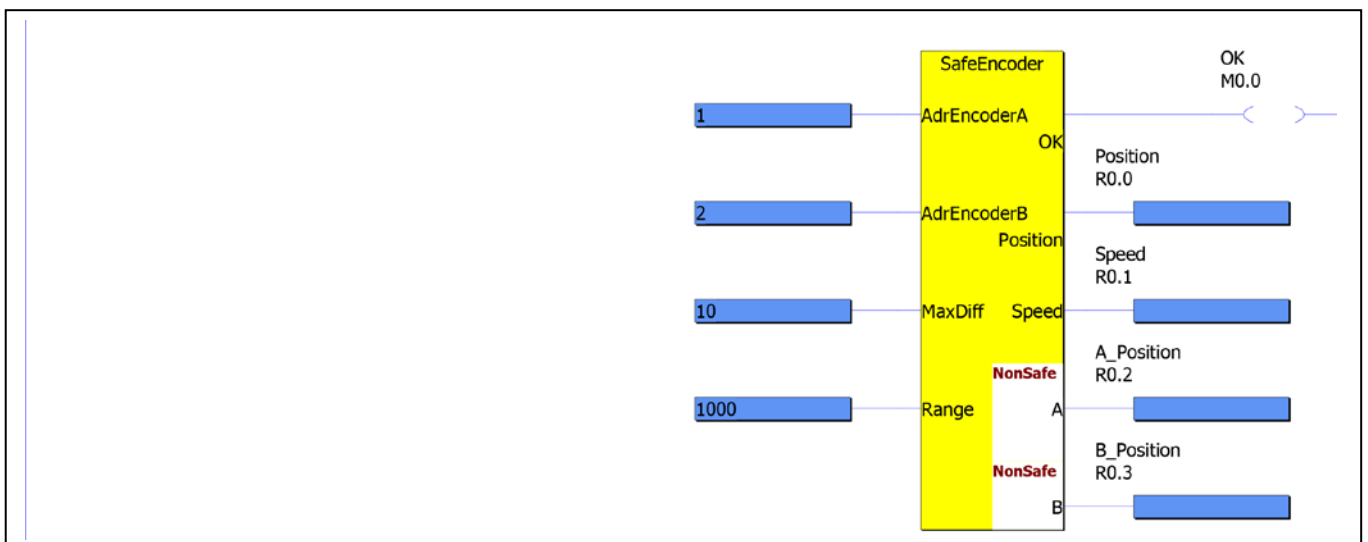 SafeEncoder
OK
M0.0
1
AdrEncoderA
OK
Position
R0.0
2
AdrEncoderB
Position
Speed
R0.1
10
MaxDiff
Speed
A_Position
R0.2
NonSafe
1000
Range
A
B_Position
R0.3
NonSafe
B